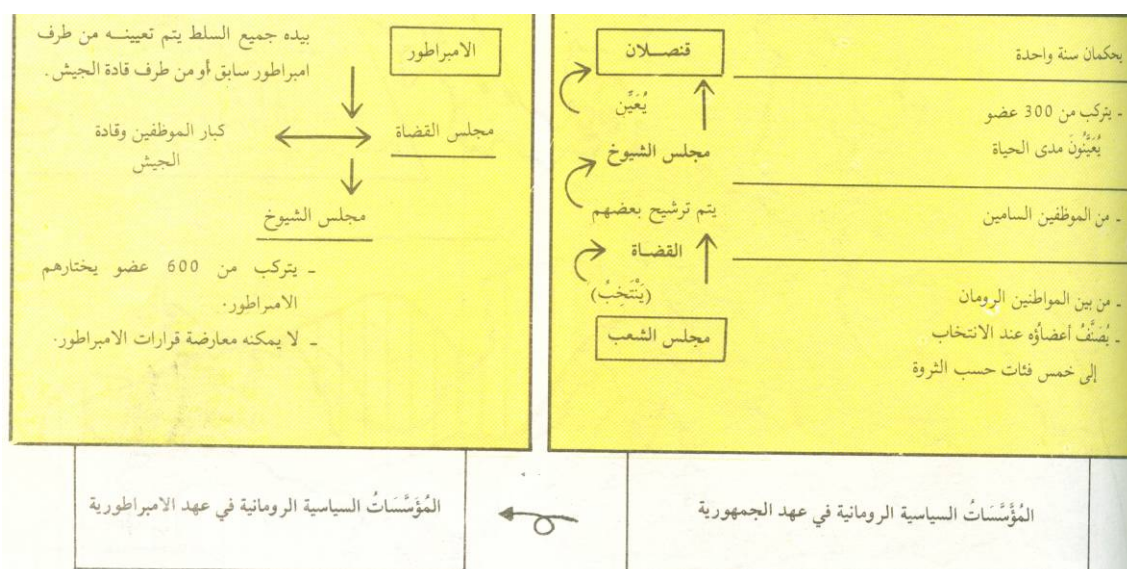 قنصلان
يحكمان سنة واحدة
يُعَيِّن
- يتركب من 300 عضو
يُعَيَّنُونَ مدى الحياة
مجلس الشيوخ
يتم ترشيح بعضهم
- من الموظفين السامين
القضاة
(يَنْتَخِبُ)
- من بين المواطنين الرومان
مجلس الشعب
- يُصَنَّفُ أعضاؤه عند الانتخاب
إلى خمس فئات حسب الثروة
المُؤَسَّسَاتُ السياسية الرومانية في عهد الجمهورية
الامبراطور
بيده جميع السلط يتم تعيينه من طرف
امبراطور سابق أو من طرف قادة الجيش.
مجلس القضاة
كبار الموظفين وقادة
الجيش
مجلس الشيوخ
- يتركب من 600 عضو يختارهم
الامبراطور.
- لا يمكنه معارضة قرارات الامبراطور.
المُؤَسَّسَاتُ السياسية الرومانية في عهد الامبراطورية